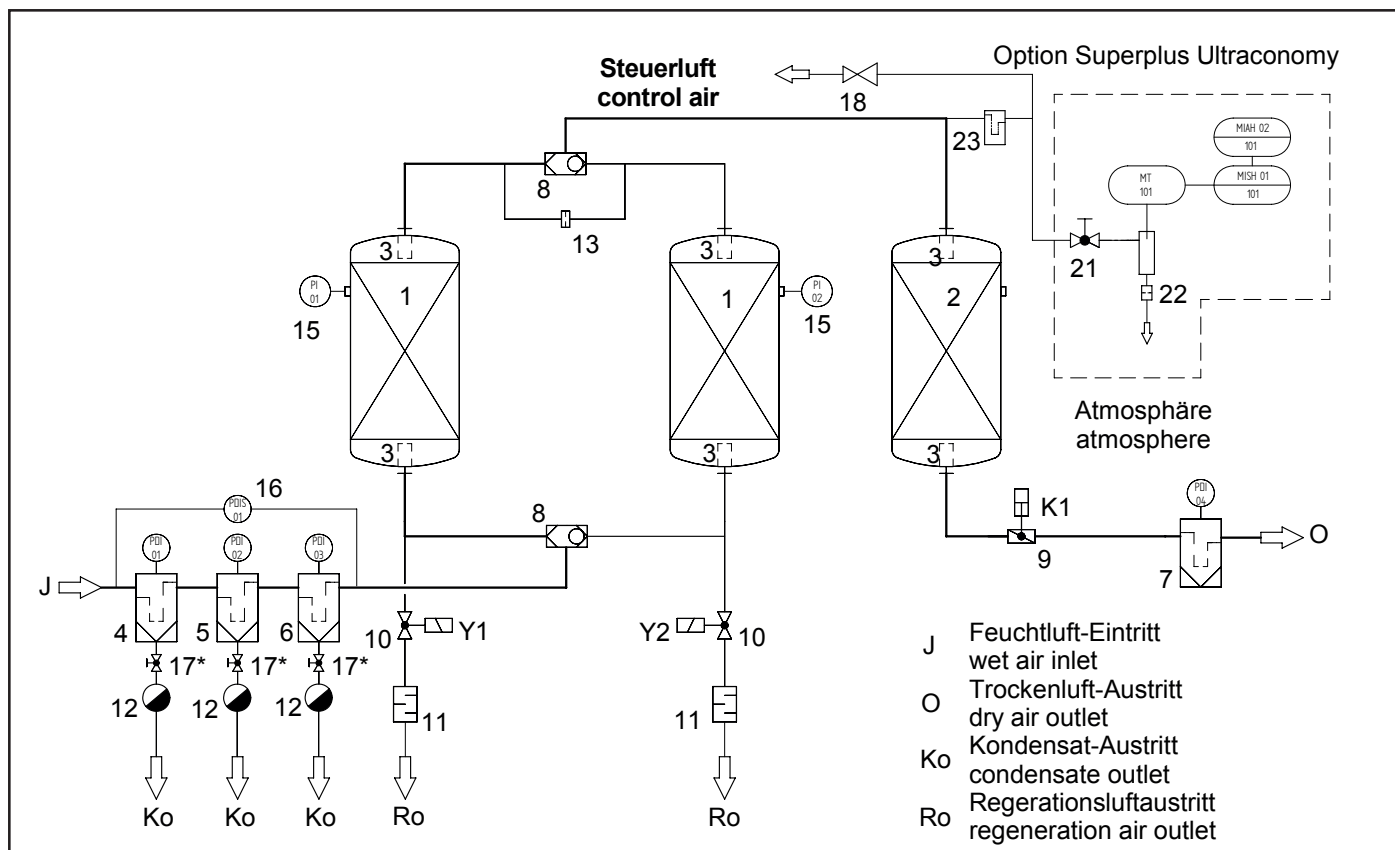 Option Superplus Ultraconomy
Steuerluft
control air
18
23
MIAH 02
101
MT
101
MISH 01
101
8
13
21
22
3
3
3
PI
01
15
1
1
PI
02
15
2
Atmosphäre
atmosphere
3
3
3
16
PDIS
01
8
K1
9
PDI
04
7
O
J
PDI
01
PDI
02
PDI
03
4
5
6
17*
17*
17*
12
12
12
10
Y1
Y2
10
11
11
Ko
Ko
Ko
Ro
Ro
J
Feuchtluft-Eintritt
wet air inlet
O
Trockenluft-Austritt
dry air outlet
Ko
Kondensat-Austritt
condensate outlet
Ro
Regerationsluftaustritt
regeneration air outlet